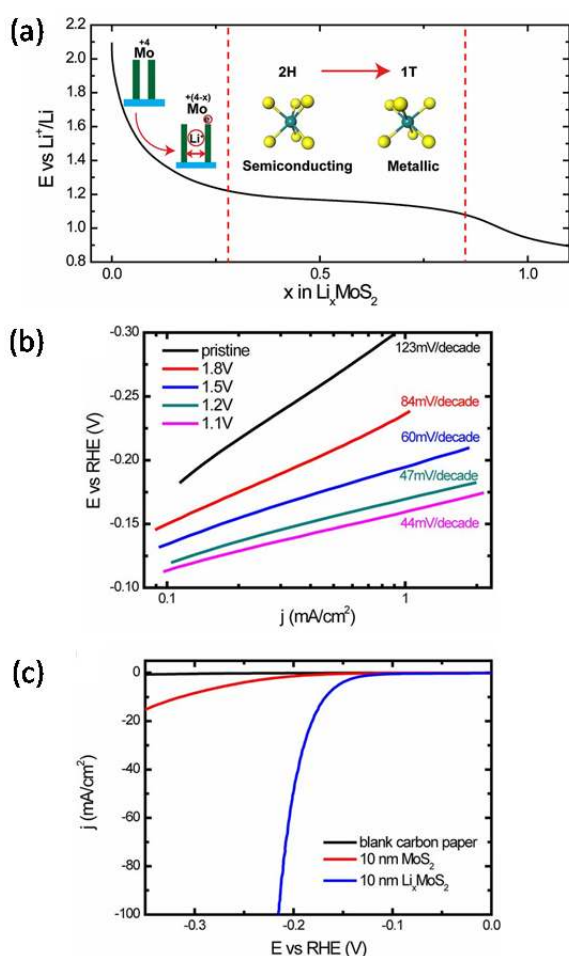 (a)
E vs Li⁺/Li
2.2
2.0
1.8
1.6
1.4
1.2
1.0
0.8
+4
Mo
+(4-x)
Mo
e
Li⁺
2H
1T
Semiconducting
Metallic
0.0
0.5
1.0
x in LiₓMoS₂
(b)
E vs RHE (V)
-0.30
-0.25
-0.20
-0.15
-0.10
pristine
1.8V
1.5V
1.2V
1.1V
123mV/decade
84mV/decade
60mV/decade
47mV/decade
44mV/decade
0.1
1
j (mA/cm²)
(c)
j (mA/cm²)
0
-20
-40
-60
-80
-100
blank carbon paper
10 nm MoS₂
10 nm LiₓMoS₂
-0.3
-0.2
-0.1
0.0
E vs RHE (V)